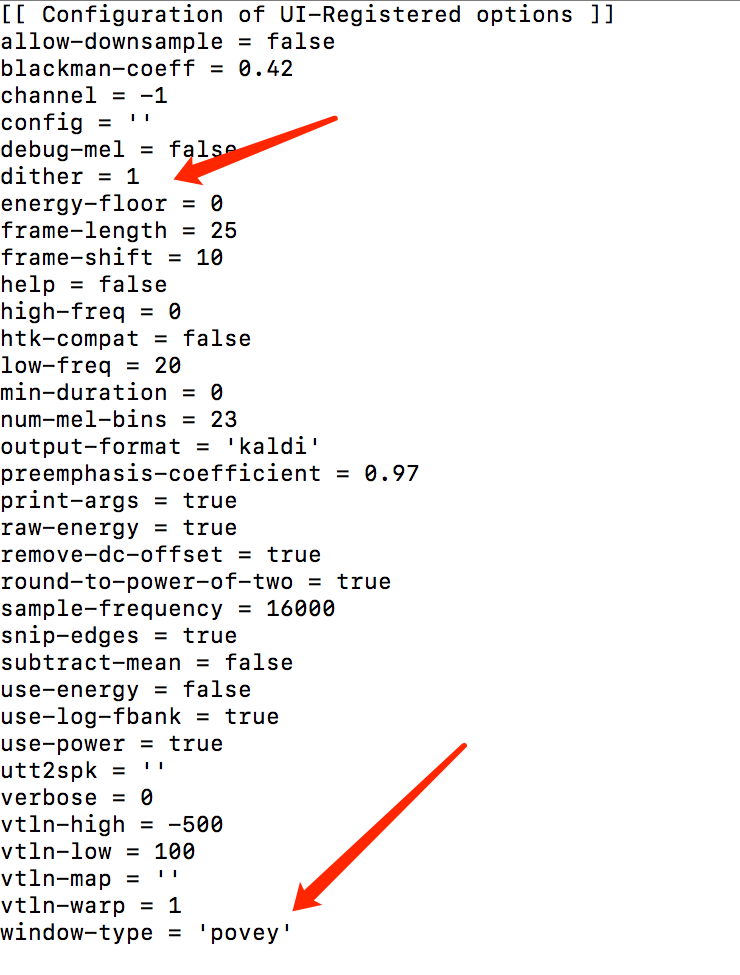 [[ Configuration of UI-Registered options ]]
allow-downsample = false
blackman-coeff = 0.42
channel = -1
config = ''
debug-mel = false
dither = 1
energy-floor = 0
frame-length = 25
frame-shift = 10
help = false
high-freq = 0
htk-compat = false
low-freq = 20
min-duration = 0
num-mel-bins = 23
output-format = 'kaldi'
preemphasis-coefficient = 0.97
print-args = true
raw-energy = true
remove-dc-offset = true
round-to-power-of-two = true
sample-frequency = 16000
snip-edges = true
subtract-mean = false
use-energy = false
use-log-fbank = true
use-power = true
utt2spk = ''
verbose = 0
vtln-high = -500
vtln-low = 100
vtln-map = ''
vtln-warp = 1
window-type = 'povey'